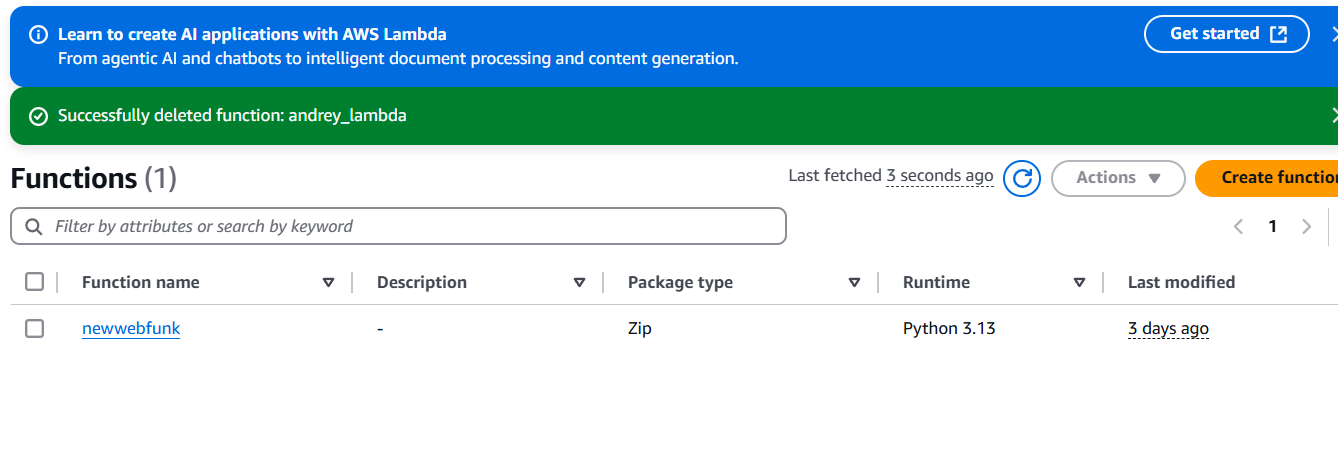 Learn to create AI applications with AWS Lambda
From agentic AI and chatbots to intelligent document processing and content generation.
Get started
Successfully deleted function: andrey_lambda
Functions (1)
Last fetched 3 seconds ago
Actions
Create function
Filter by attributes or search by keyword
1
Function name Description Package type Runtime Last modified
newwebfunk - Zip Python 3.13 3 days ago